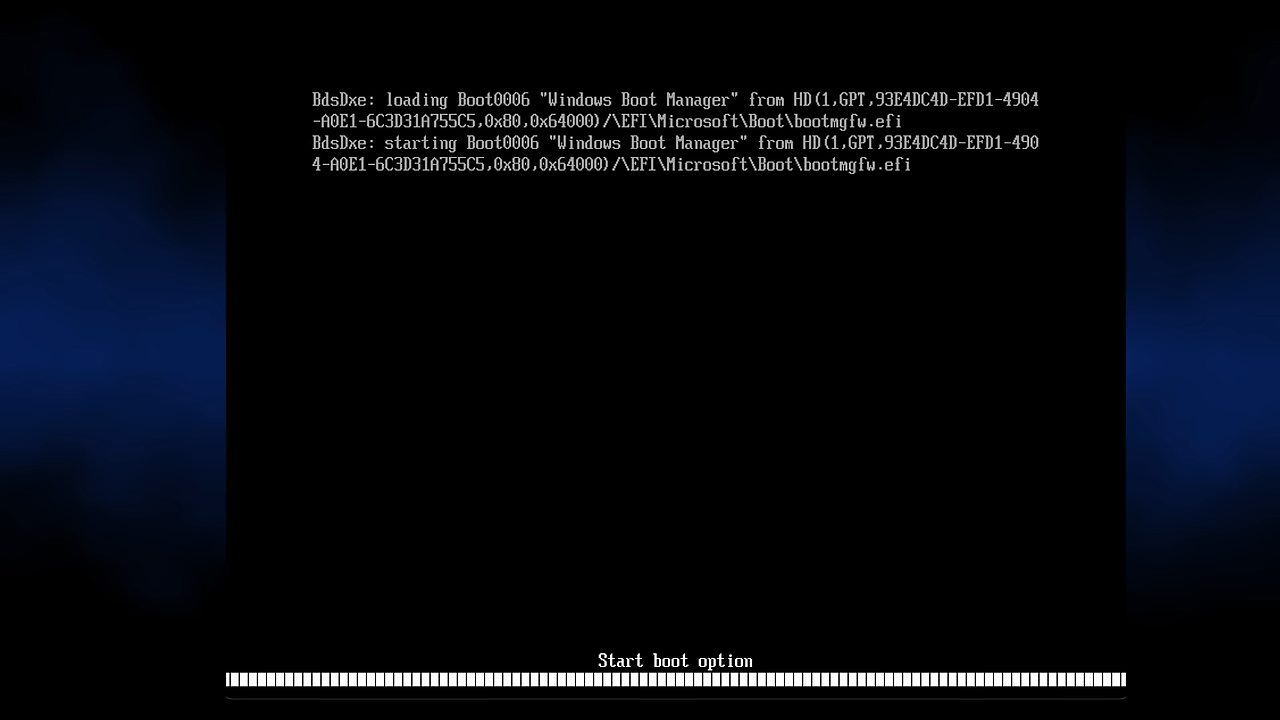 BdsDxe: loading Boot0006 "Windows Boot Manager" from HD(1,GPT,93E4DC4D-EFD1-4904
-A0E1-6C3D31A755C5,0x80,0x64000)/\EFI\Microsoft\Boot\bootmgfw.efi
BdsDxe: starting Boot0006 "Windows Boot Manager" from HD(1,GPT,93E4DC4D-EFD1-490
4-A0E1-6C3D31A755C5,0x80,0x64000)/\EFI\Microsoft\Boot\bootmgfw.efi
Start boot option